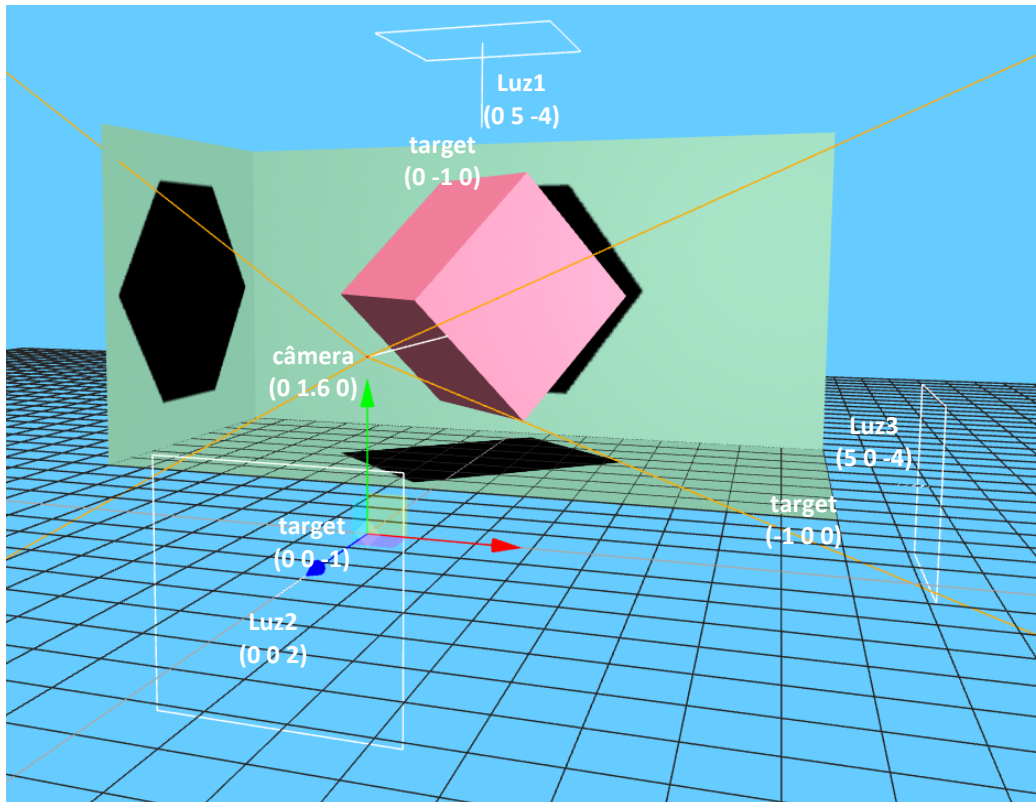 Luz1
(0 5 -4)
target
(0 -1 0)
câmera
(0 1.6 0)
Luz3
(5 0 -4)
target
(-1 0 0)
target
(0 0 -1)
Luz2
(0 0 2)